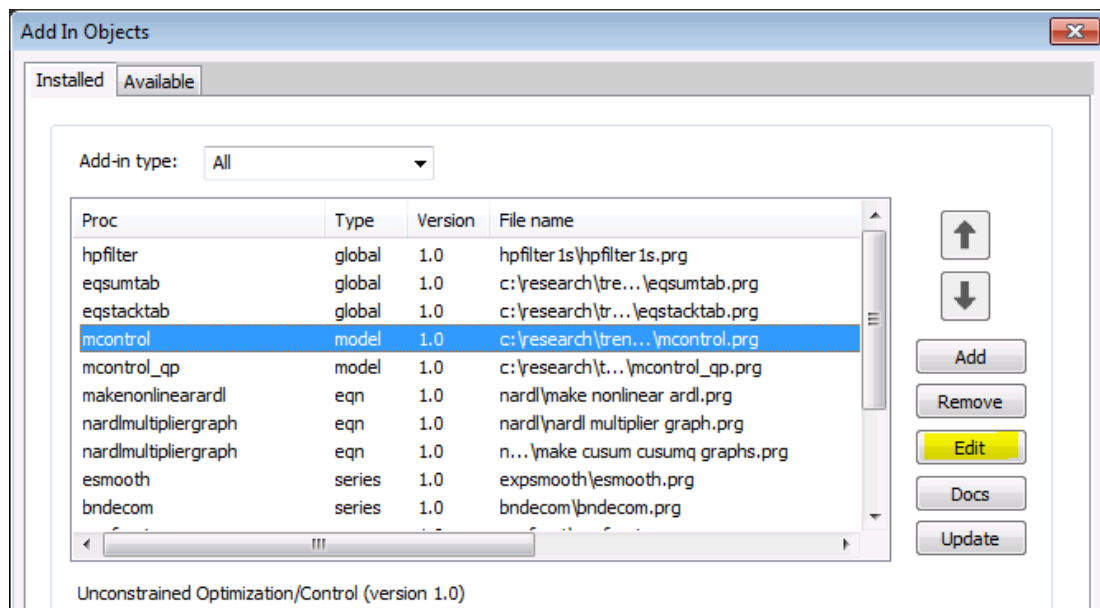 Add In Objects
Installed Available
Add-in type: All
Proc Type Version File name
hpfilter global 1.0 hpfilter1s\hpfilter1s.prg
eqsumtab global 1.0 c:\research\tre...\eqsumtab.prg
eqstacktab global 1.0 c:\research\tr...\eqstacktab.prg
mcontrol model 1.0 c:\research\tren...\mcontrol.prg
Add
mcontrol_qp model 1.0 c:\research\t...\mcontrol_qp.prg
makenonlinearardl eqn 1.0 nardl\make nonlinear ardl.prg
Remove
nardlmultipliergraph eqn 1.0 nardl\nardl multiplier graph.prg
nardlmultipliergraph eqn 1.0 n...\make cusum cusumq graphs.prg
Edit
esmooth series 1.0 expsmooth\esmooth.prg
Docs
bndecom series 1.0 bndecom\bndecom.prg
Update
Unconstrained Optimization/Control (version 1.0)